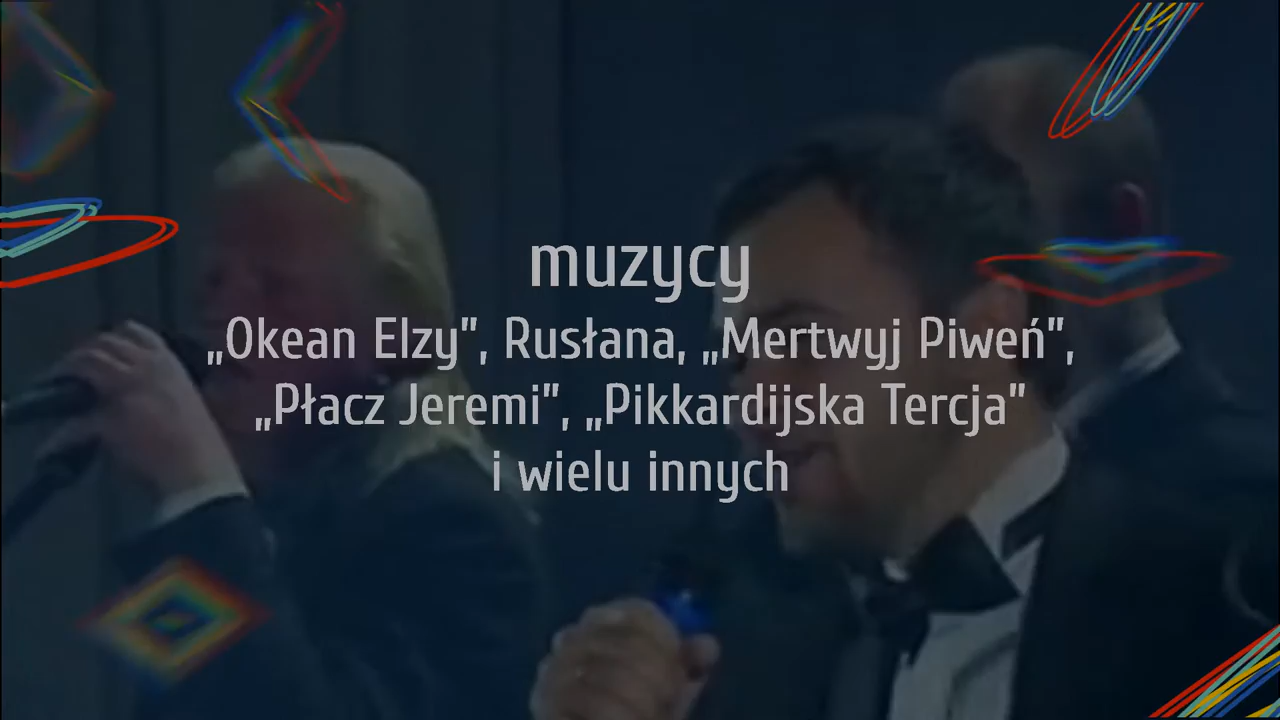 muzycy
„Okean Elzy”, Rusłana, „Mertwyj Piweń”,
„Płacz Jeremi”, „Pikkardijska Tercja”
i wielu innych